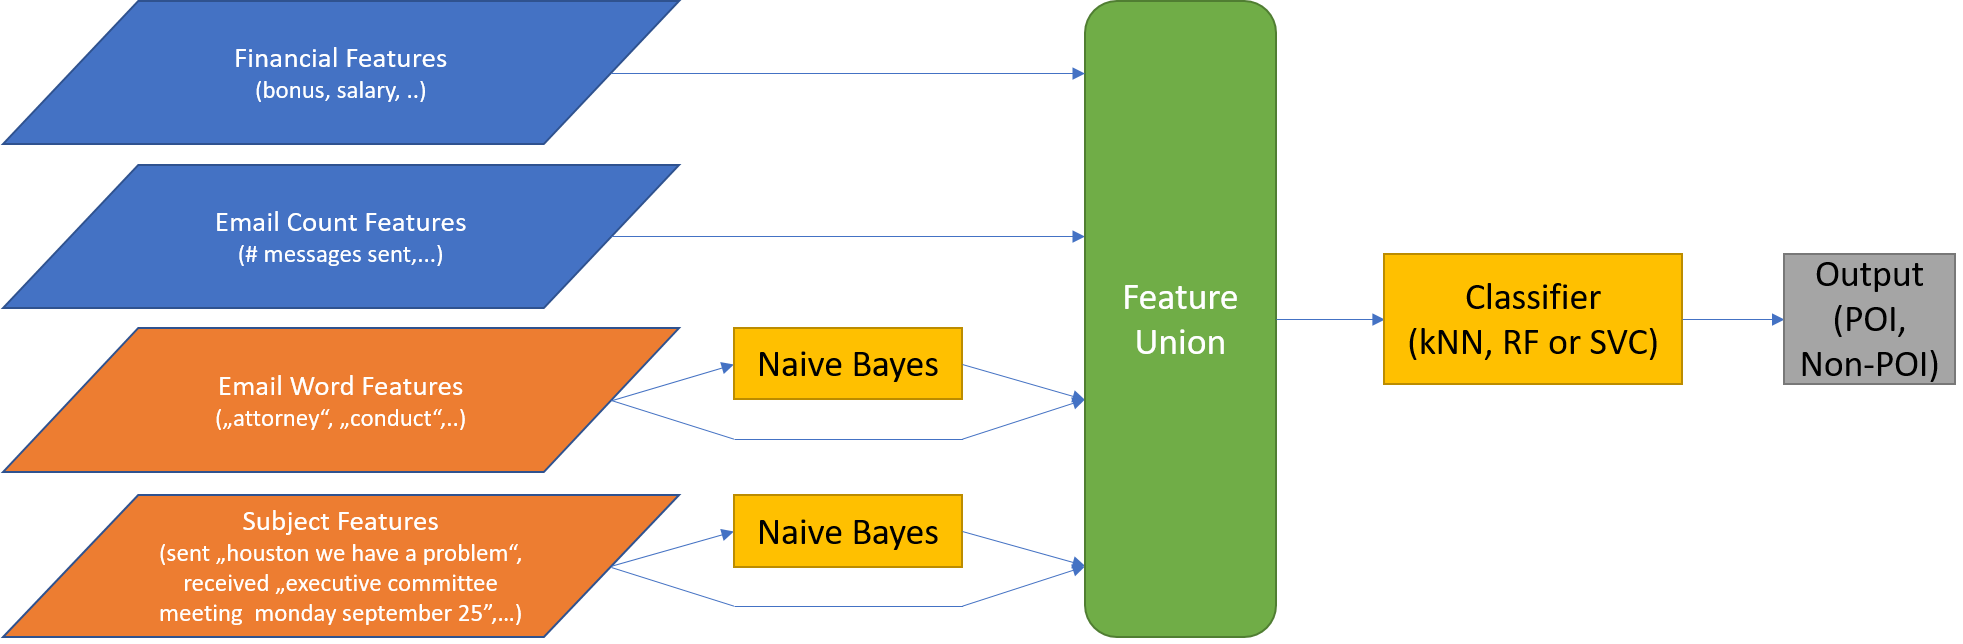 Financial Features
(bonus, salary, ..)
Email Count Features
(# messages sent,...)
Email Word Features
(„attorney“, „conduct“,..)
Subject Features
(sent „houston we have a problem“,
received „executive committee
meeting  monday september 25”,…)
Naive Bayes
Naive Bayes
Feature
Union
Classifier
(kNN, RF or SVC)
Output
(POI,
Non-POI)